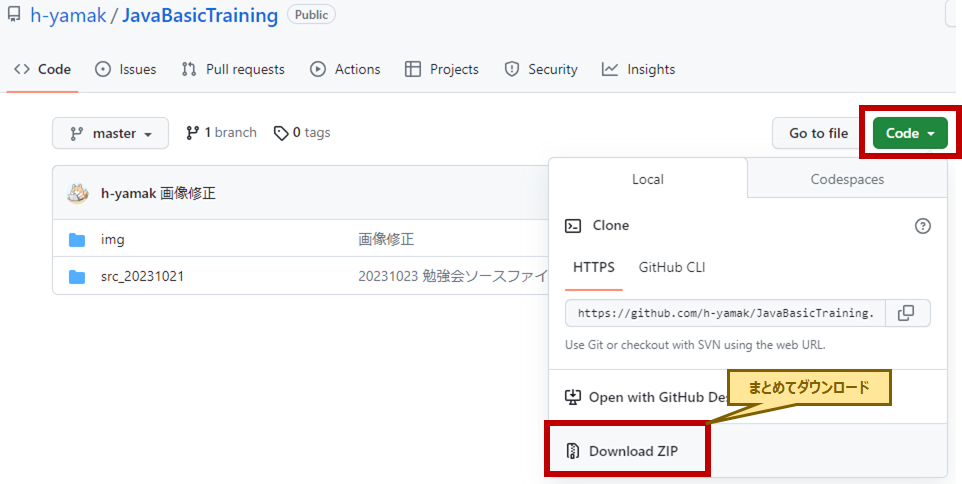 h-yamak / JavaBasicTraining Public
Code Issues Pull requests Actions Projects Security Insights
master 1 branch 0 tags Go to file Code
Local Codespaces
h-yamak 画像修正
Clone
img 画像修正
HTTPS GitHub CLI
src_20231021 20231023 勉強会ソースファイ
https://github.com/h-yamak/JavaBasicTraining.
Use Git or checkout with SVN using the web URL.
まとめてダウンロード
Open with GitHub
Download ZIP